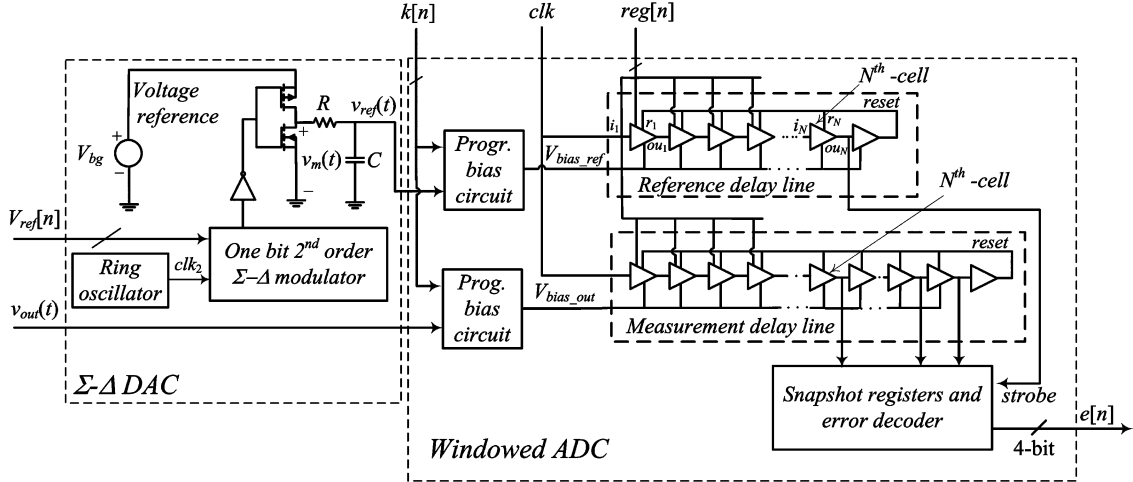 k[n]
clk
reg[n]
Voltage
reference
R
v_ref(t)
N^th -cell
reset
i_1
r_1
ou_1
i_N
r_N
ou_N
+
V_bg
−
+
v_m(t)
−
C
Progr.
bias
circuit
V_bias_ref
Reference delay line
N^th-cell
V_ref[n]
One bit 2^nd order
Σ−Δ modulator
Ring
oscillator
clk_2
reset
Prog.
bias
circuit
V_bias_out
v_out(t)
Measurement delay line
Σ-Δ DAC
Snapshot registers and
error decoder
strobe
e[n]
4-bit
Windowed ADC